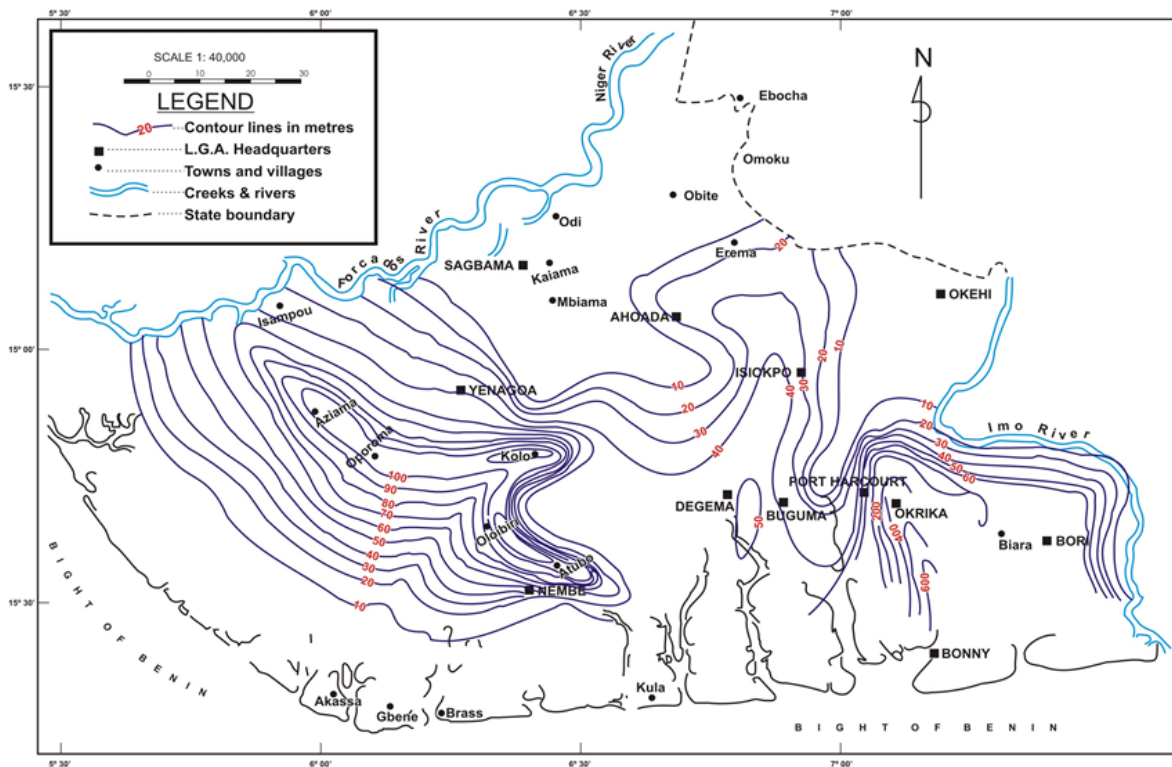 5° 30'
6° 00'
6° 30'
7° 00'
SCALE 1: 40,000
0 10 20 30
LEGEND
20 Contour lines in metres
L.G.A. Headquarters
Towns and villages
Creeks & rivers
State boundary
Niger River
N
15° 30'
Ebocha
Omoku
Obite
Odi
Forcados River
Erema
20
SAGBAMA
Kaiama
OKEHI
Mbiama
Isampou
AHOADA
15° 00'
20
10
ISIOKPO
10
YENAGOA
20
40
30
10
Aziama
30
20
Imo River
40
30
Oporoma
Kolo
40
50
60
100
PORT HARCOURT
90
DEGEMA
BUGUMA
200
OKRIKA
80
70
50
60
Oloibiri
400
Biara
BORI
50
40
Atubo
30
20
NEMBE
600
15° 30'
10
BIGHT OF BENIN
BONNY
Akassa
Gbene
Brass
Kula
BIGHT OF BENIN
5° 30'
6° 00'
6° 30'
7° 00'